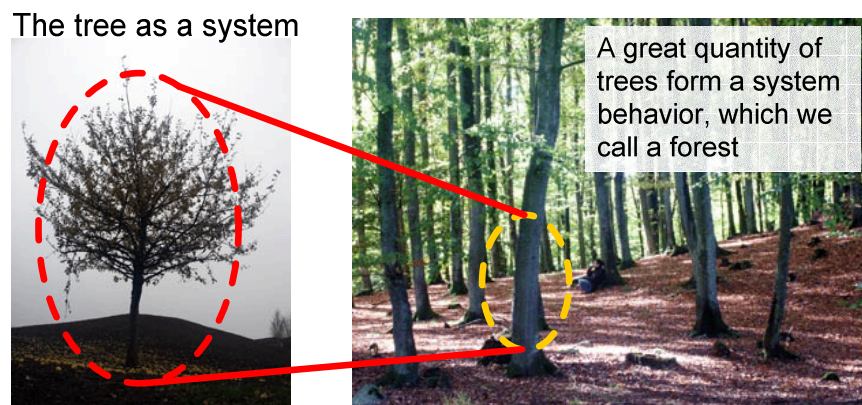 The tree as a system
A great quantity of
trees form a system
behavior, which we
call a forest